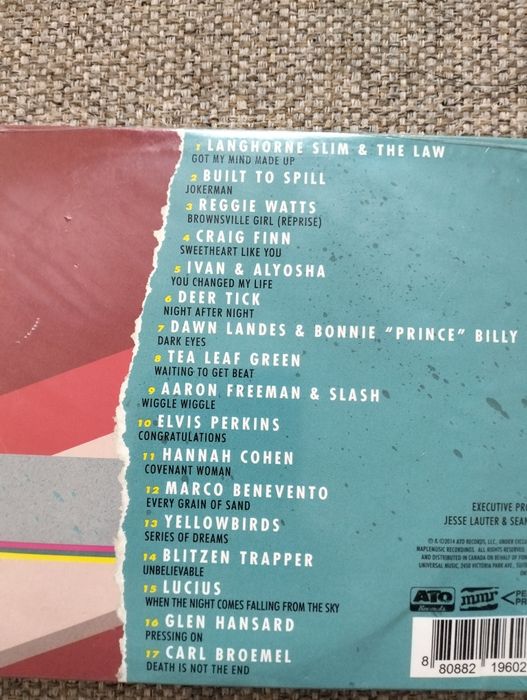 1 LANGHORNE SLIM & THE LAW
GOT MY MIND MADE UP
2 BUILT TO SPILL
JOKERMAN
3 REGGIE WATTS
BROWNSVILLE GIRL (REPRISE)
4 CRAIG FINN
SWEETHEART LIKE YOU
5 IVAN & ALYOSHA
YOU CHANGED MY LIFE
6 DEER TICK
NIGHT AFTER NIGHT
7 DAWN LANDES & BONNIE "PRINCE" BILLY
DARK EYES
8 TEA LEAF GREEN
WAITING TO GET BEAT
9 AARON FREEMAN & SLASH
WIGGLE WIGGLE
10 ELVIS PERKINS
CONGRATULATIONS
11 HANNAH COHEN
COVENANT WOMAN
12 MARCO BENEVENTO
EVERY GRAIN OF SAND
13 YELLOWBIRDS
SERIES OF DREAMS
14 BLITZEN TRAPPER
UNBELIEVABLE
15 LUCIUS
WHEN THE NIGHT COMES FALLING FROM THE SKY
16 GLEN HANSARD
PRESSING ON
17 CARL BROEMEL
DEATH IS NOT THE END
EXECUTIVE PRO
JESSE LAUTER & SEAN
℗ & ©2014 ATO RECORDS, LLC, UNDER EXCLU
MAPLEMUSIC RECORDINGS. ALL RIGHTS RESERVED.
AND DISTRIBUTED IN CANADA ON BEHALF OF
UNIVERSAL MUSIC, 2450 VICTORIA PARK AVE., SUITE
ATO
Records
mmr
PE
PR
8 80882 19602